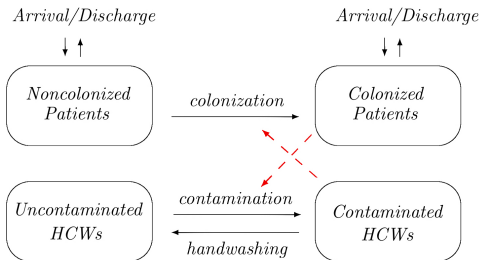 Arrival/Discharge
Arrival/Discharge
Noncolonized
Patients
colonization
Colonized
Patients
Uncontaminated
HCWs
contamination
handwashing
Contaminated
HCWs